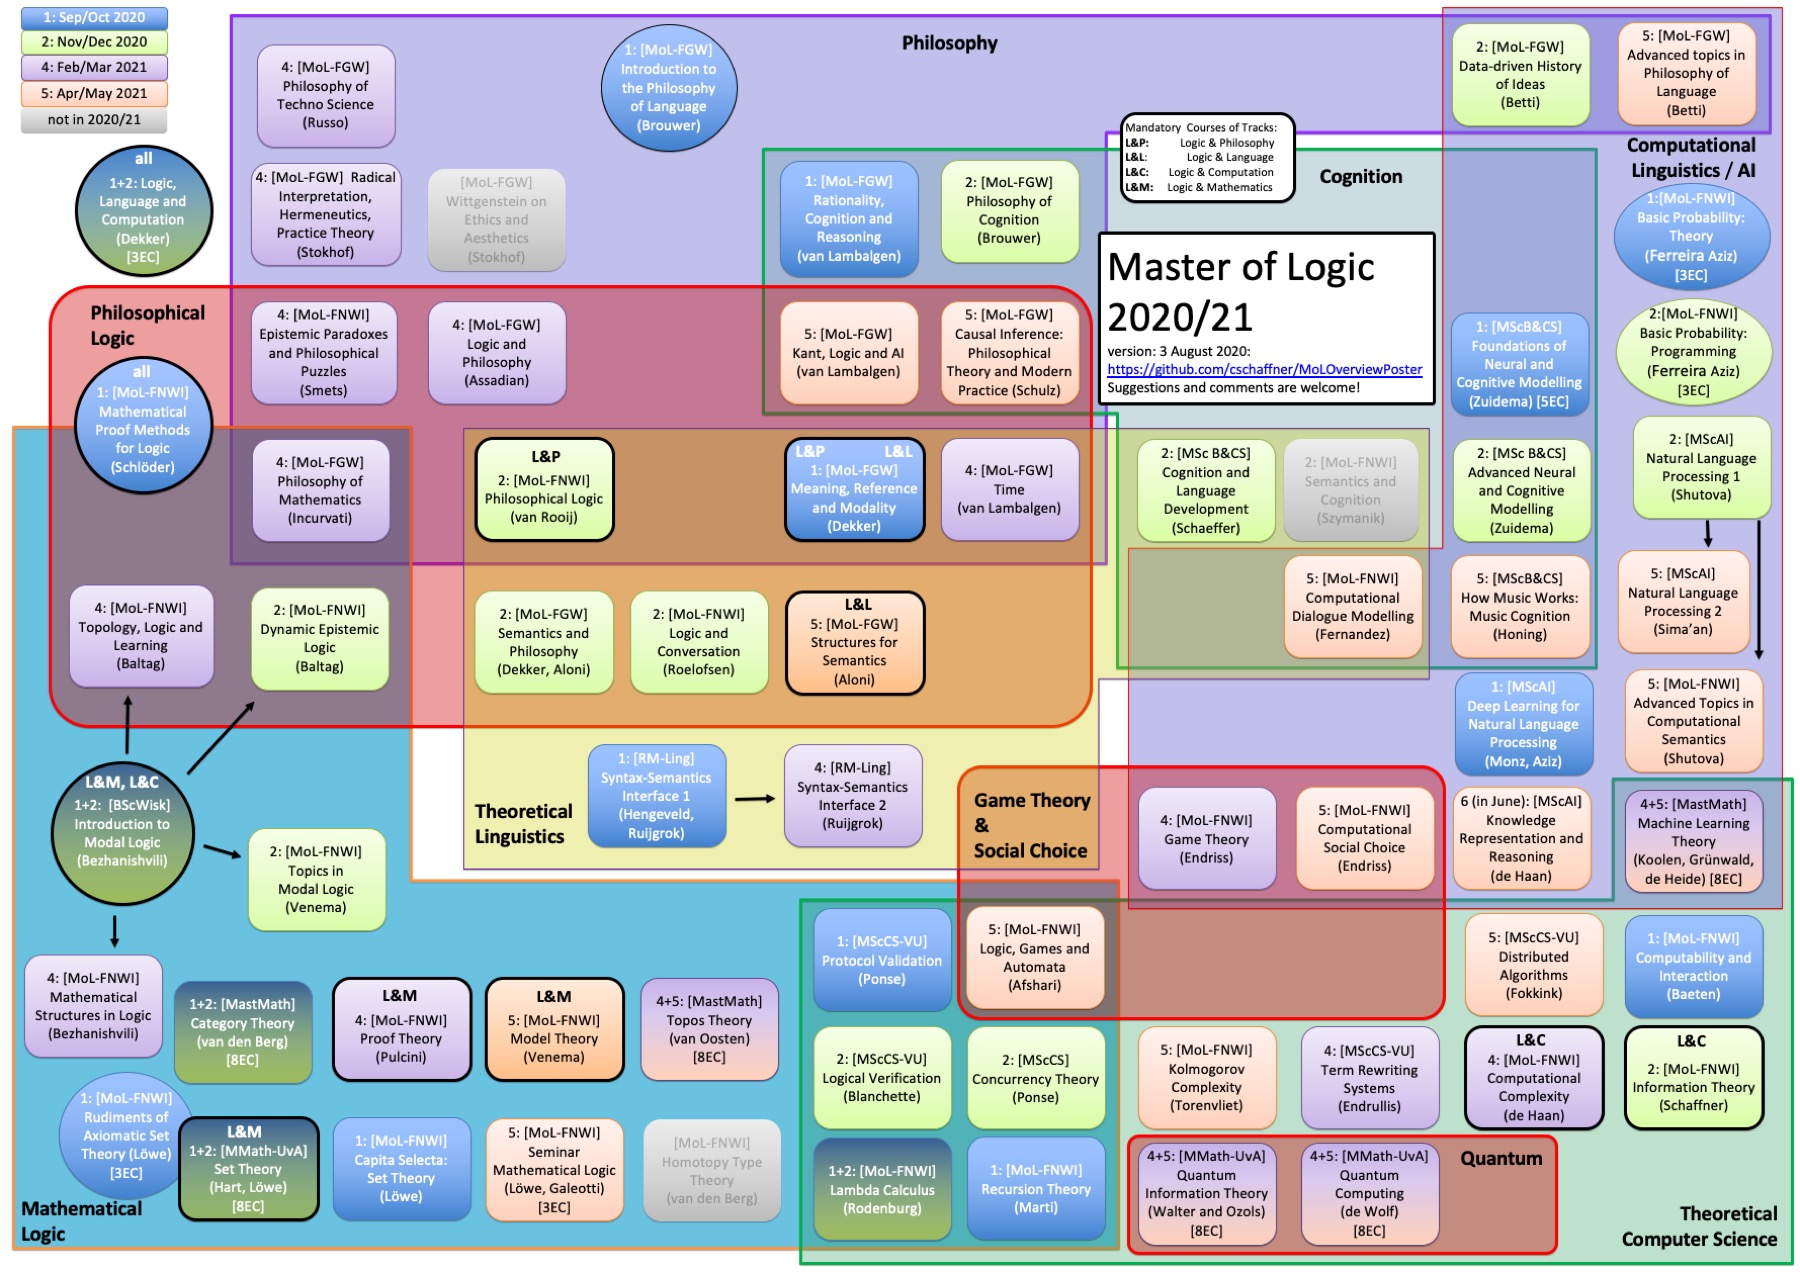 1: Sep/Oct 2020
2: Nov/Dec 2020
4: Feb/Mar 2021
5: Apr/May 2021
not in 2020/21
all
1+2: Logic,
Language and
Computation
(Dekker)
[3EC]
Philosophy
4: [MoL-FGW]
Philosophy of
Techno Science
(Russo)
1: [MoL-FGW]
Introduction to
the Philosophy
of Language
(Brouwer)
2: [MoL-FGW]
Data-driven History
of Ideas
(Betti)
5: [MoL-FGW]
Advanced topics in
Philosophy of
Language
(Betti)
4: [MoL-FGW] Radical
Interpretation,
Hermeneutics,
Practice Theory
(Stokhof)
[MoL-FGW]
Wittgenstein on
Ethics and
Aesthetics
(Stokhof)
1: [MoL-FGW]
Rationality,
Cognition and
Reasoning
(van Lambalgen)
2: [MoL-FGW]
Philosophy of
Cognition
(Brouwer)
Mandatory Courses of Tracks:
L&P: Logic & Philosophy
L&L: Logic & Language
L&C: Logic & Computation
L&M: Logic & Mathematics
Cognition
Computational
Linguistics / AI
1:[MoL-FNWI]
Basic Probability:
Theory
(Ferreira Aziz)
[3EC]
Master of Logic
2020/21
version: 3 August 2020:
https://github.com/cschaffner/MoLOverviewPoster
Suggestions and comments are welcome!
Philosophical
Logic
all
1: [MoL-FNWI]
Mathematical
Proof Methods
for Logic
(Schlöder)
4: [MoL-FNWI]
Epistemic Paradoxes
and Philosophical
Puzzles
(Smets)
4: [MoL-FGW]
Logic and
Philosophy
(Assadian)
5: [MoL-FGW]
Kant, Logic and AI
(van Lambalgen)
5: [MoL-FGW]
Causal Inference:
Philosophical
Theory and Modern
Practice (Schulz)
1: [MScB&CS]
Foundations of
Neural and
Cognitive Modelling
(Zuidema) [5EC]
2:[MoL-FNWI]
Basic Probability:
Programming
(Ferreira Aziz)
[3EC]
4: [MoL-FGW]
Philosophy of
Mathematics
(Incurvati)
L&P
2: [MoL-FNWI]
Philosophical Logic
(van Rooij)
L&P L&L
1: [MoL-FGW]
Meaning, Reference
and Modality
(Dekker)
4: [MoL-FGW]
Time
(van Lambalgen)
2: [MSc B&CS]
Cognition and
Language
Development
(Schaeffer)
2: [MoL-FNWI]
Semantics and
Cognition
(Szymanik)
2: [MSc B&CS]
Advanced Neural
and Cognitive
Modelling
(Zuidema)
2: [MScAI]
Natural Language
Processing 1
(Shutova)
4: [MoL-FNWI]
Topology, Logic and
Learning
(Baltag)
2: [MoL-FNWI]
Dynamic Epistemic
Logic
(Baltag)
2: [MoL-FGW]
Semantics and
Philosophy
(Dekker, Aloni)
2: [MoL-FNWI]
Logic and
Conversation
(Roelofsen)
L&L
5: [MoL-FGW]
Structures for
Semantics
(Aloni)
5: [MoL-FNWI]
Computational
Dialogue Modelling
(Fernandez)
5: [MScB&CS]
How Music Works:
Music Cognition
(Honing)
5: [MScAI]
Natural Language
Processing 2
(Sima’an)
1: [MScAI]
Deep Learning for
Natural Language
Processing
(Monz, Aziz)
5: [MoL-FNWI]
Advanced Topics in
Computational
Semantics
(Shutova)
L&M, L&C
1+2: [BScWisk]
Introduction to
Modal Logic
(Bezhanishvili)
2: [MoL-FNWI]
Topics in
Modal Logic
(Venema)
Theoretical
Linguistics
1: [RM-Ling]
Syntax-Semantics
Interface 1
(Hengeveld,
Ruijgrok)
4: [RM-Ling]
Syntax-Semantics
Interface 2
(Ruijgrok)
Game Theory
&
Social Choice
4: [MoL-FNWI]
Game Theory
(Endriss)
5: [MoL-FNWI]
Computational
Social Choice
(Endriss)
6 (in June): [MScAI]
Knowledge
Representation and
Reasoning
(de Haan)
4+5: [MastMath]
Machine Learning
Theory
(Koolen, Grünwald,
de Heide) [8EC]
4: [MoL-FNWI]
Mathematical
Structures in Logic
(Bezhanishvili)
1+2: [MastMath]
Category Theory
(van den Berg)
[8EC]
L&M
4: [MoL-FNWI]
Proof Theory
(Pulcini)
L&M
5: [MoL-FNWI]
Model Theory
(Venema)
4+5: [MastMath]
Topos Theory
(van Oosten)
[8EC]
1: [MScCS-VU]
Protocol Validation
(Ponse)
5: [MoL-FNWI]
Logic, Games and
Automata
(Afshari)
5: [MScCS-VU]
Distributed
Algorithms
(Fokkink)
1: [MoL-FNWI]
Computability and
Interaction
(Baeten)
2: [MScCS-VU]
Logical Verification
(Blanchette)
2: [MScCS]
Concurrency Theory
(Ponse)
5: [MoL-FNWI]
Kolmogorov
Complexity
(Torenvliet)
4: [MScCS-VU]
Term Rewriting
Systems
(Endrullis)
L&C
4: [MoL-FNWI]
Computational
Complexity
(de Haan)
L&C
2: [MoL-FNWI]
Information Theory
(Schaffner)
1: [MoL-FNWI]
Rudiments of
Axiomatic Set
Theory (Löwe)
[3EC]
L&M
1+2: [MMath-UvA]
Set Theory
(Hart, Löwe)
[8EC]
1: [MoL-FNWI]
Capita Selecta:
Set Theory
(Löwe)
5: [MoL-FNWI]
Seminar
Mathematical Logic
(Löwe, Galeotti)
[3EC]
[MoL-FNWI]
Homotopy Type
Theory
(van den Berg)
1+2: [MoL-FNWI]
Lambda Calculus
(Rodenburg)
1: [MoL-FNWI]
Recursion Theory
(Marti)
4+5: [MMath-UvA]
Quantum
Information Theory
(Walter and Ozols)
[8EC]
4+5: [MMath-UvA]
Quantum
Computing
(de Wolf)
[8EC]
Quantum
Mathematical
Logic
Theoretical
Computer Science